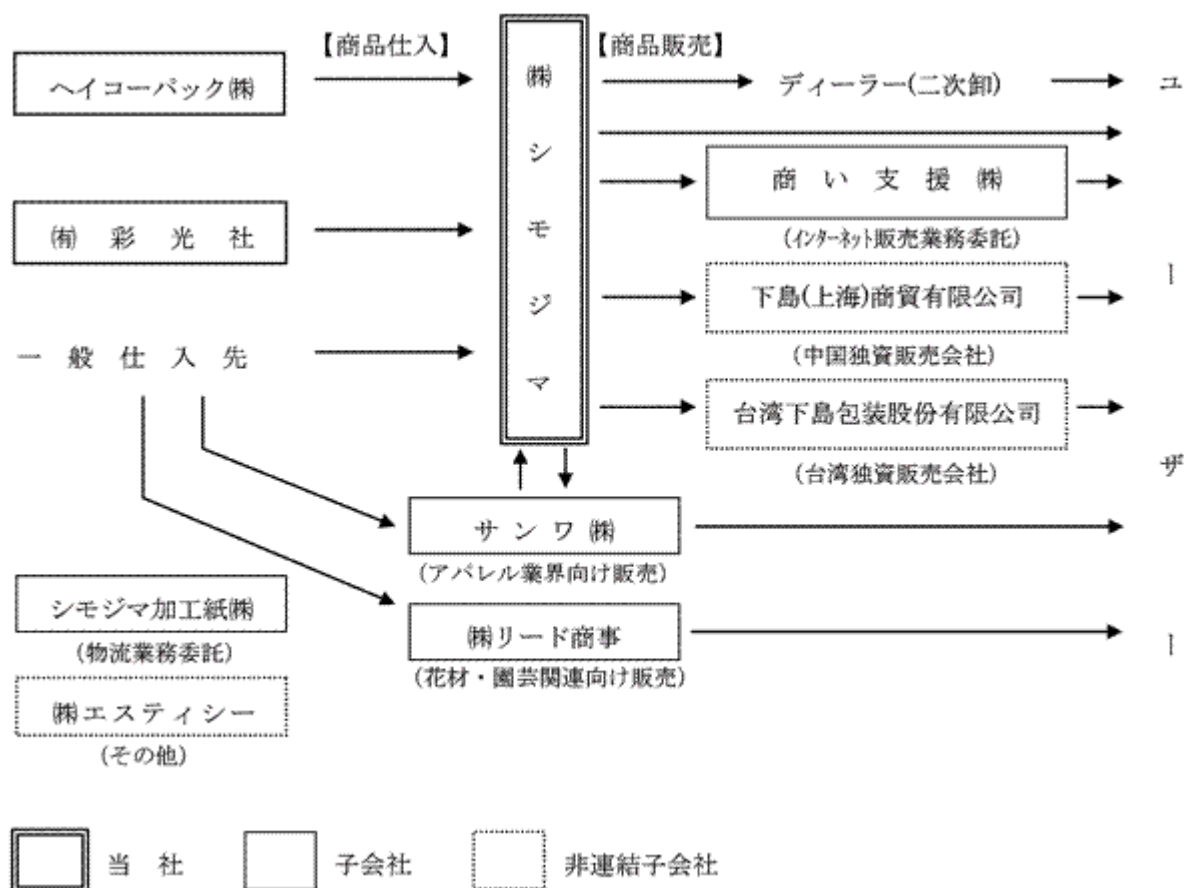 【商品仕入】
【商品販売】
ヘイコーパック㈱
㈱シモジマ
ディーラー(二次卸)
ユーザー
商い支援㈱
(インターネット販売業務委託)
㈲彩光社
下島(上海)商貿有限公司
(中国独資販売会社)
一般仕入先
台湾下島包装股份有限公司
(台湾独資販売会社)
サンワ㈱
(アパレル業界向け販売)
シモジマ加工紙㈱
(物流業務委託)
㈱リード商事
(花材・園芸関連向け販売)
㈱エスティシー
(その他)
当社
子会社
非連結子会社